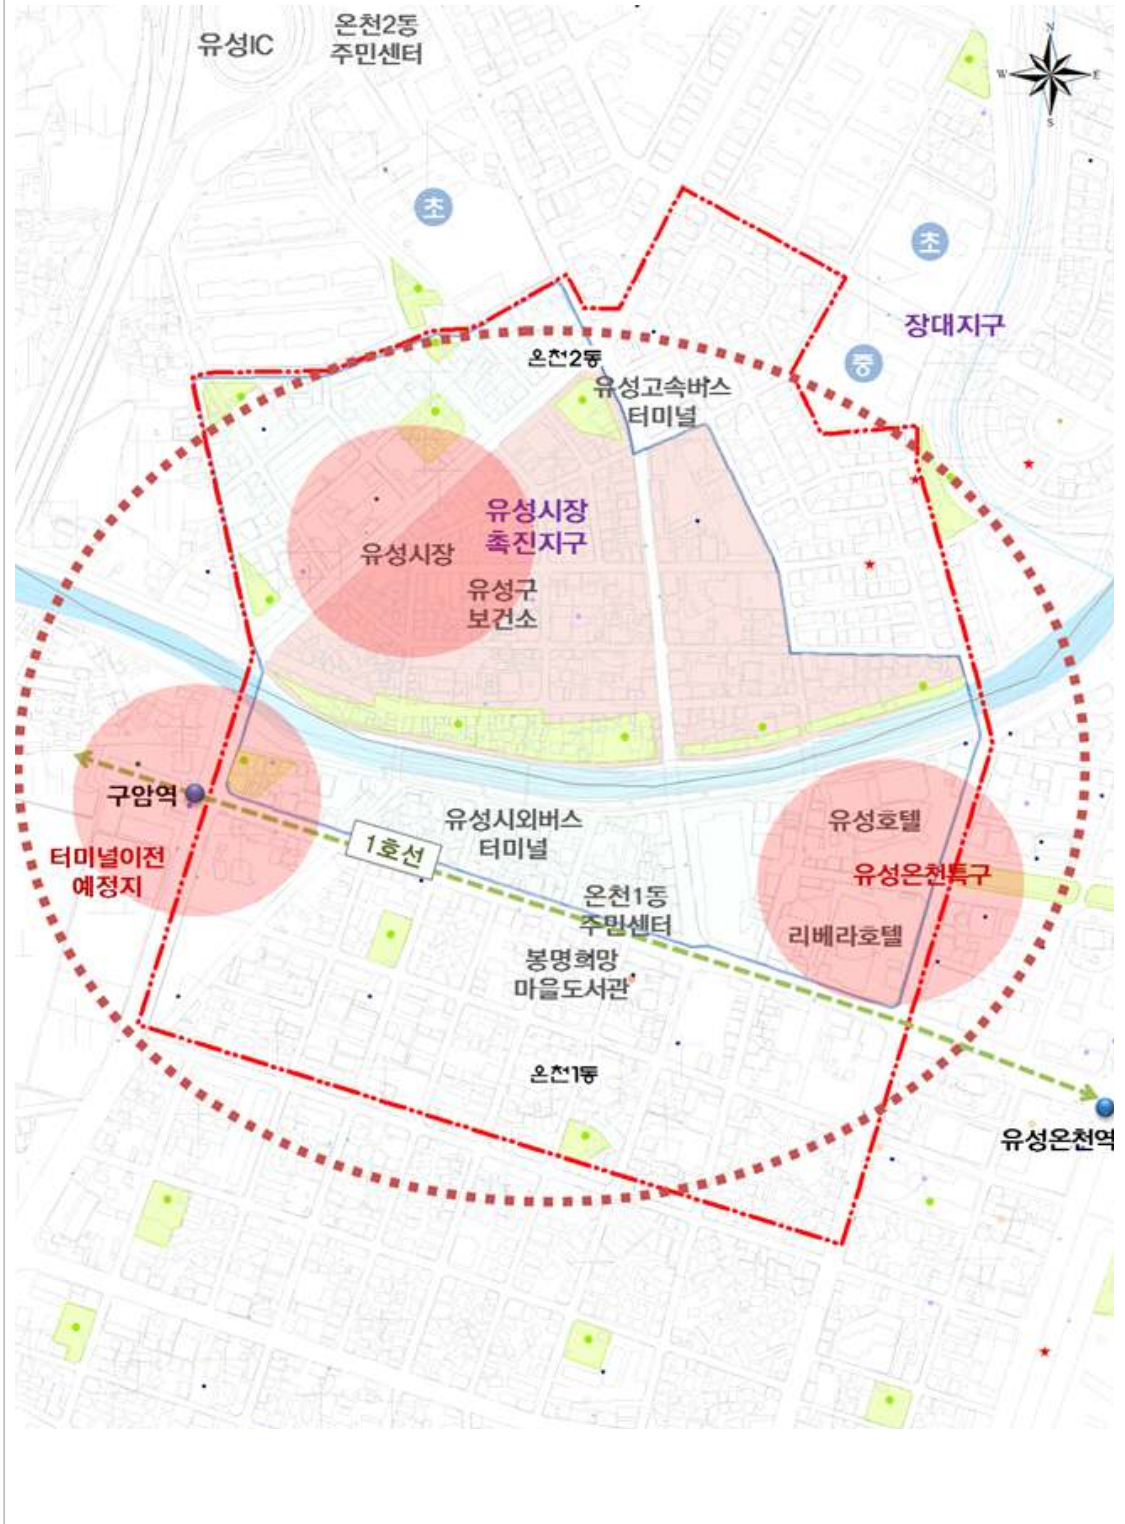 유성IC
온천2동
주민센터
N
W
E
S
초
초
장대지구
중
온천2동
유성고속버스
터미널
유성시장
촉진지구
유성시장
유성구
보건소
구암역
터미널이전
예정지
1호선
유성시외버스
터미널
유성호텔
유성온천특구
온천1동
주민센터
리베라호텔
봉명희망
마을도서관
온천1동
유성온천역